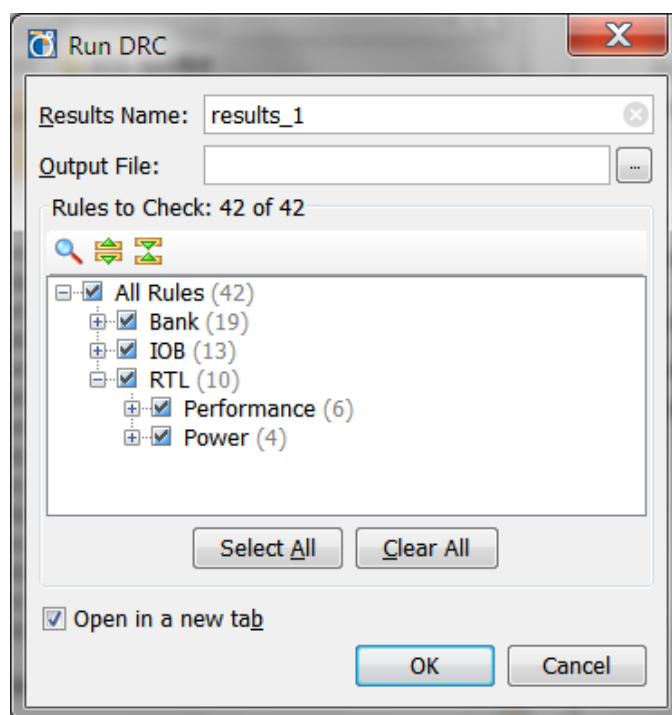 Run DRC
Results Name: results_1
Output File: ...
Rules to Check: 42 of 42
All Rules (42)
Bank (19)
IOB (13)
RTL (10)
Performance (6)
Power (4)
Select All Clear All
Open in a new tab
OK Cancel